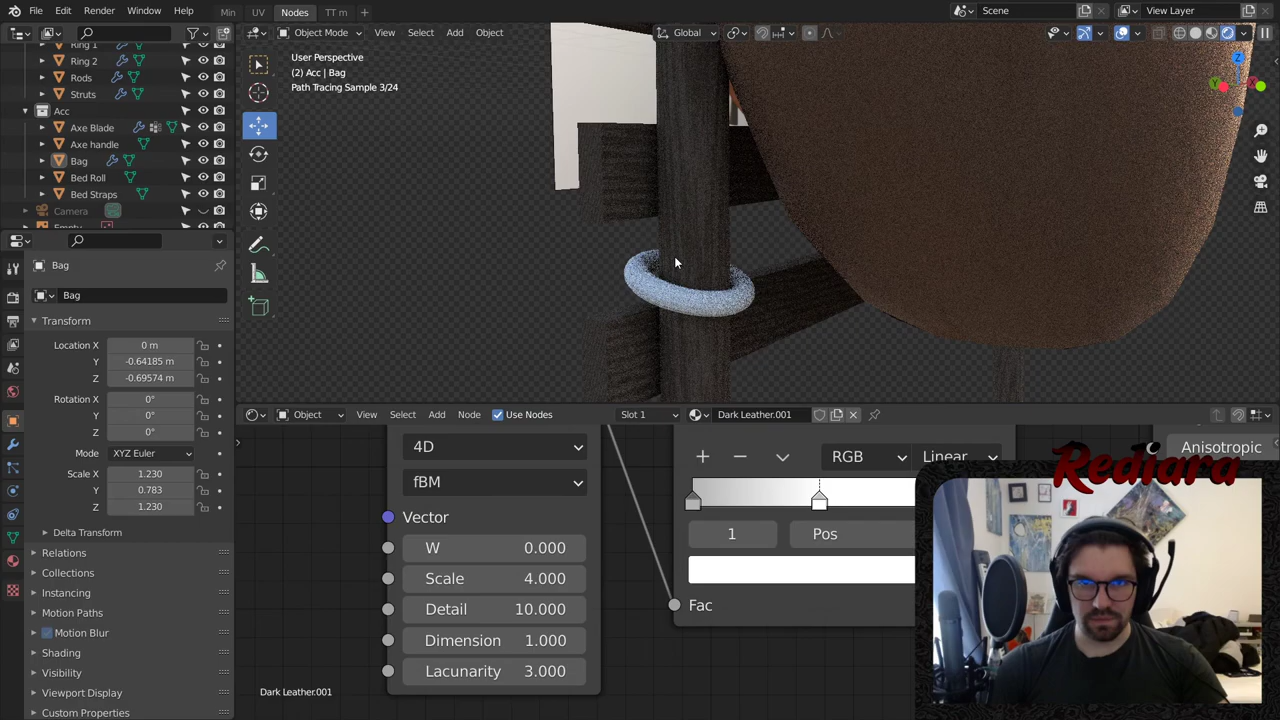 File Edit Render Window Help Min UV Nodes TT m Scene View Layer
Object Mode View Select Add Object Global
Ring 1
Ring 2
Rods
Struts
Acc
Axe Blade
Axe handle
Bag
Bed Roll
Bed Straps
Camera
User Perspective
(2) Acc | Bag
Path Tracing Sample 3/24
Z
Bag
Bag
Transform
Location X 0 m
Y -0.64185 m
Z -0.69574 m
Rotation X 0°
Y 0°
Z 0°
Mode XYZ Euler
Scale X 1.230
Y 0.783
Z 1.230
Delta Transform
Relations
Collections
Instancing
Motion Paths
Motion Blur
Shading
Visibility
Viewport Display
Custom Properties
Object View Select Add Node Use Nodes Slot 1 Dark Leather.001
4D
fBM
Vector
W 0.000
Scale 4.000
Detail 10.000
Dimension 1.000
Lacunarity 3.000
RGB Linear
1 Pos
Fac
Anisotropic
Dark Leather.001
Rediara